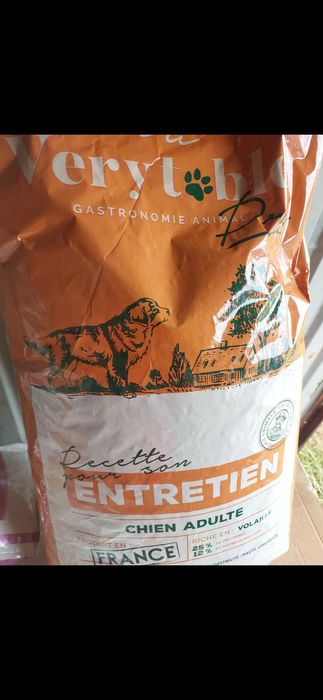 Verytable
GASTRONOMIE ANIMALE
Recette
pour son
ENTRETIEN
CHIEN ADULTE
PRODUIT EN
FRANCE
RICHE EN VOLAILLE
25 %
12 %